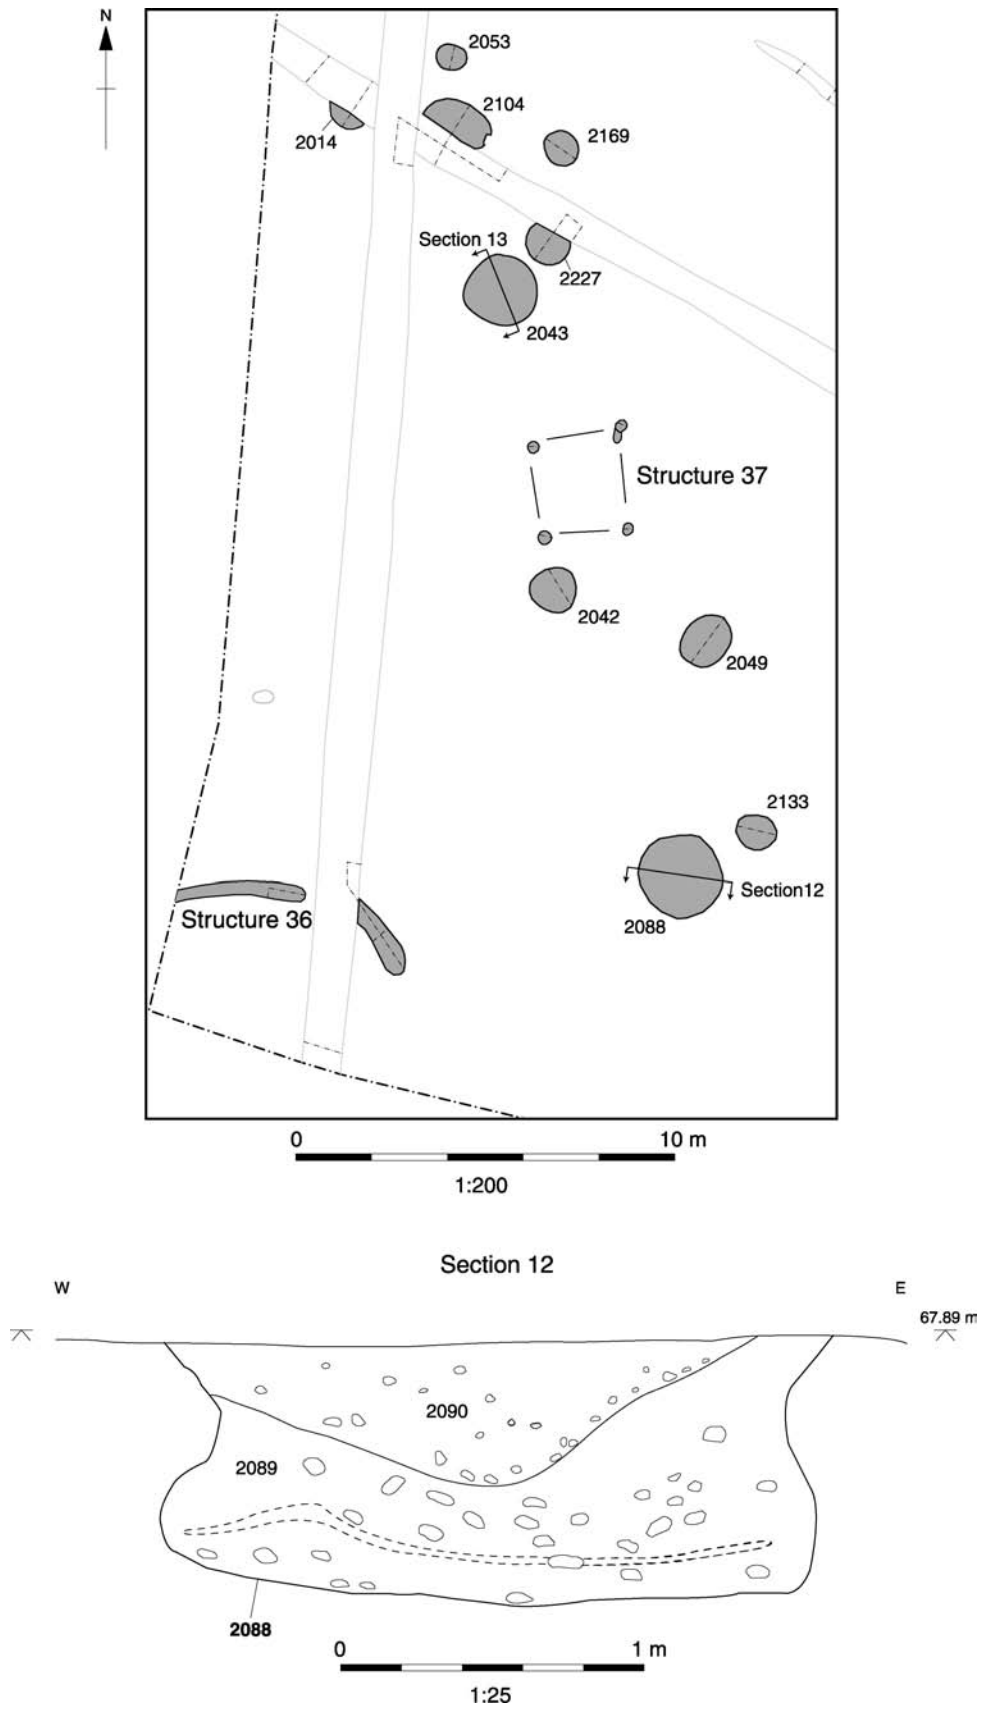 N
2053
2104
2014
2169
Section 13
2227
2043
Structure 37
2042
2049
2133
Structure 36
Section12
2088
0 10 m
1:200
Section 12
W E
67.89 m
2090
2089
2088
0 1 m
1:25